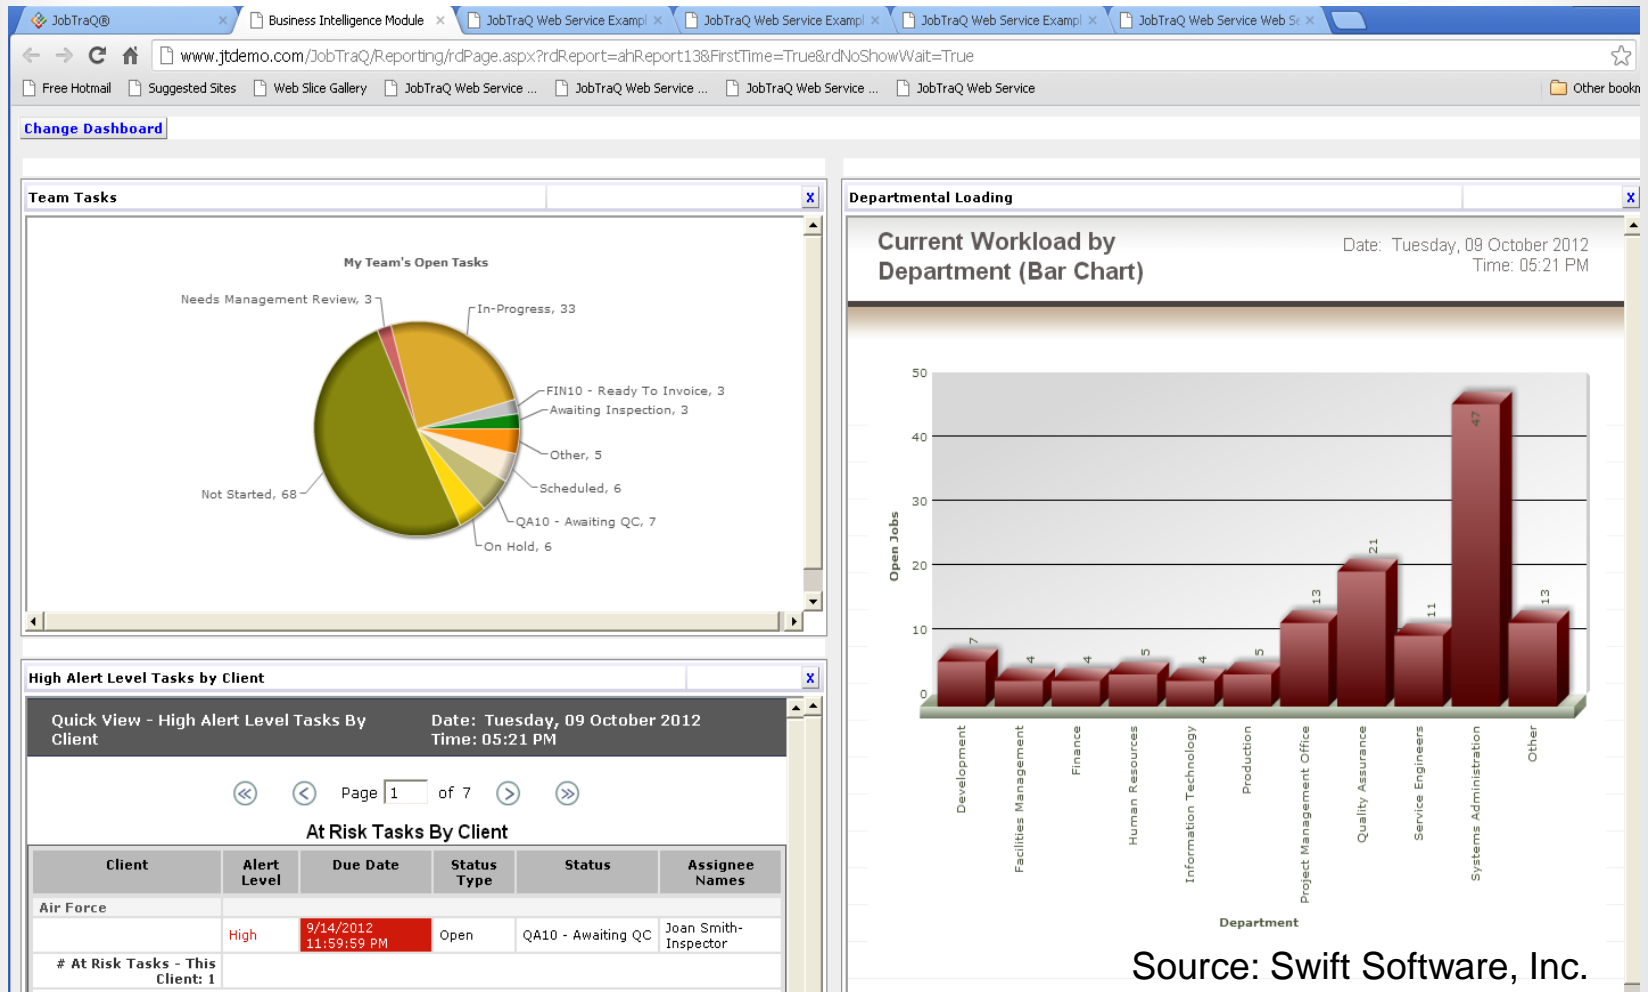 JobTraQ®
Business Intelligence Module
JobTraQ Web Service Exampl
JobTraQ Web Service Exampl
JobTraQ Web Service Exampl
JobTraQ Web Service Web Se
www.jtdemo.com/JobTraQ/Reporting/rdPage.aspx?rdReport=ahReport13&FirstTime=True&rdNoShowWait=True
Free Hotmail
Suggested Sites
Web Slice Gallery
JobTraQ Web Service ...
JobTraQ Web Service ...
JobTraQ Web Service ...
JobTraQ Web Service
Other bookn
Change Dashboard
Team Tasks
X
My Team's Open Tasks
Needs Management Review, 3
In-Progress, 33
FIN10 - Ready To Invoice, 3
Awaiting Inspection, 3
Other, 5
Scheduled, 6
QA10 - Awaiting QC, 7
On Hold, 6
Not Started, 68
High Alert Level Tasks by Client
X
Quick View - High Alert Level Tasks By
Client
Date: Tuesday, 09 October 2012
Time: 05:21 PM
Page 1 of 7
At Risk Tasks By Client
Client
Alert
Level
Due Date
Status
Type
Status
Assignee
Names
Air Force
High
9/14/2012
11:59:59 PM
Open
QA10 - Awaiting QC
Joan Smith-
Inspector
# At Risk Tasks - This
Client: 1
Departmental Loading
X
Current Workload by
Department (Bar Chart)
Date: Tuesday, 09 October 2012
Time: 05:21 PM
50
40
30
20
10
0
Open Jobs
7
4
4
5
4
5
13
21
11
47
13
Development
Facilities Management
Finance
Human Resources
Information Technology
Production
Project Management Office
Quality Assurance
Service Engineers
Systems Administration
Other
Department
Source: Swift Software, Inc.